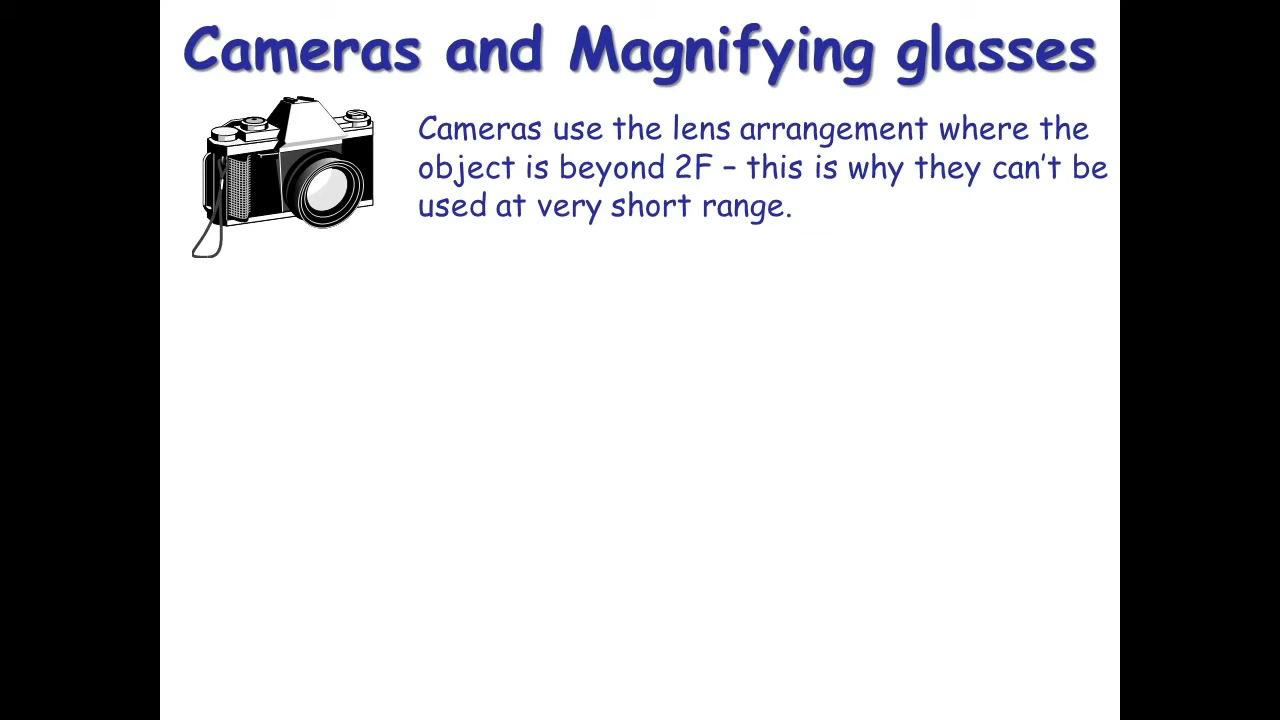 Cameras and Magnifying glasses
Cameras use the lens arrangement where the
object is beyond 2F – this is why they can’t be
used at very short range.